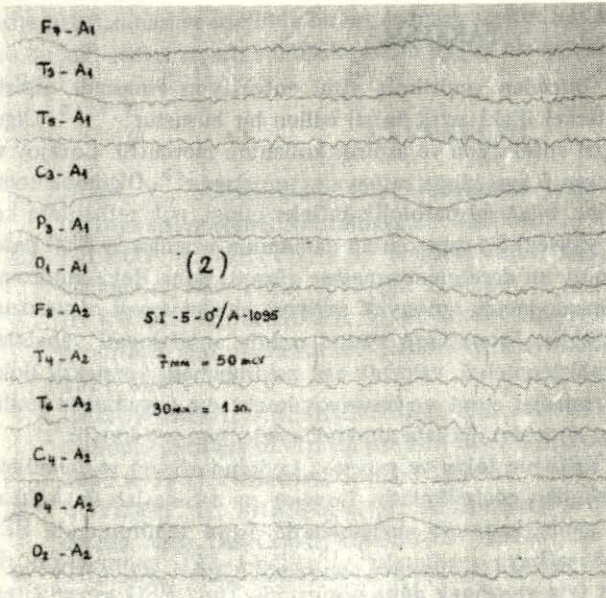 F7 - A1
T3 - A1
T5 - A1
C3 - A1
P3 - A1
O1 - A1
(2)
F8 - A2
S.I - 5 - O°/A - 1095
T4 - A2
7mm = 50 mcv
T6 - A2
30mm = 1 sn.
C4 - A2
P4 - A2
O2 - A2